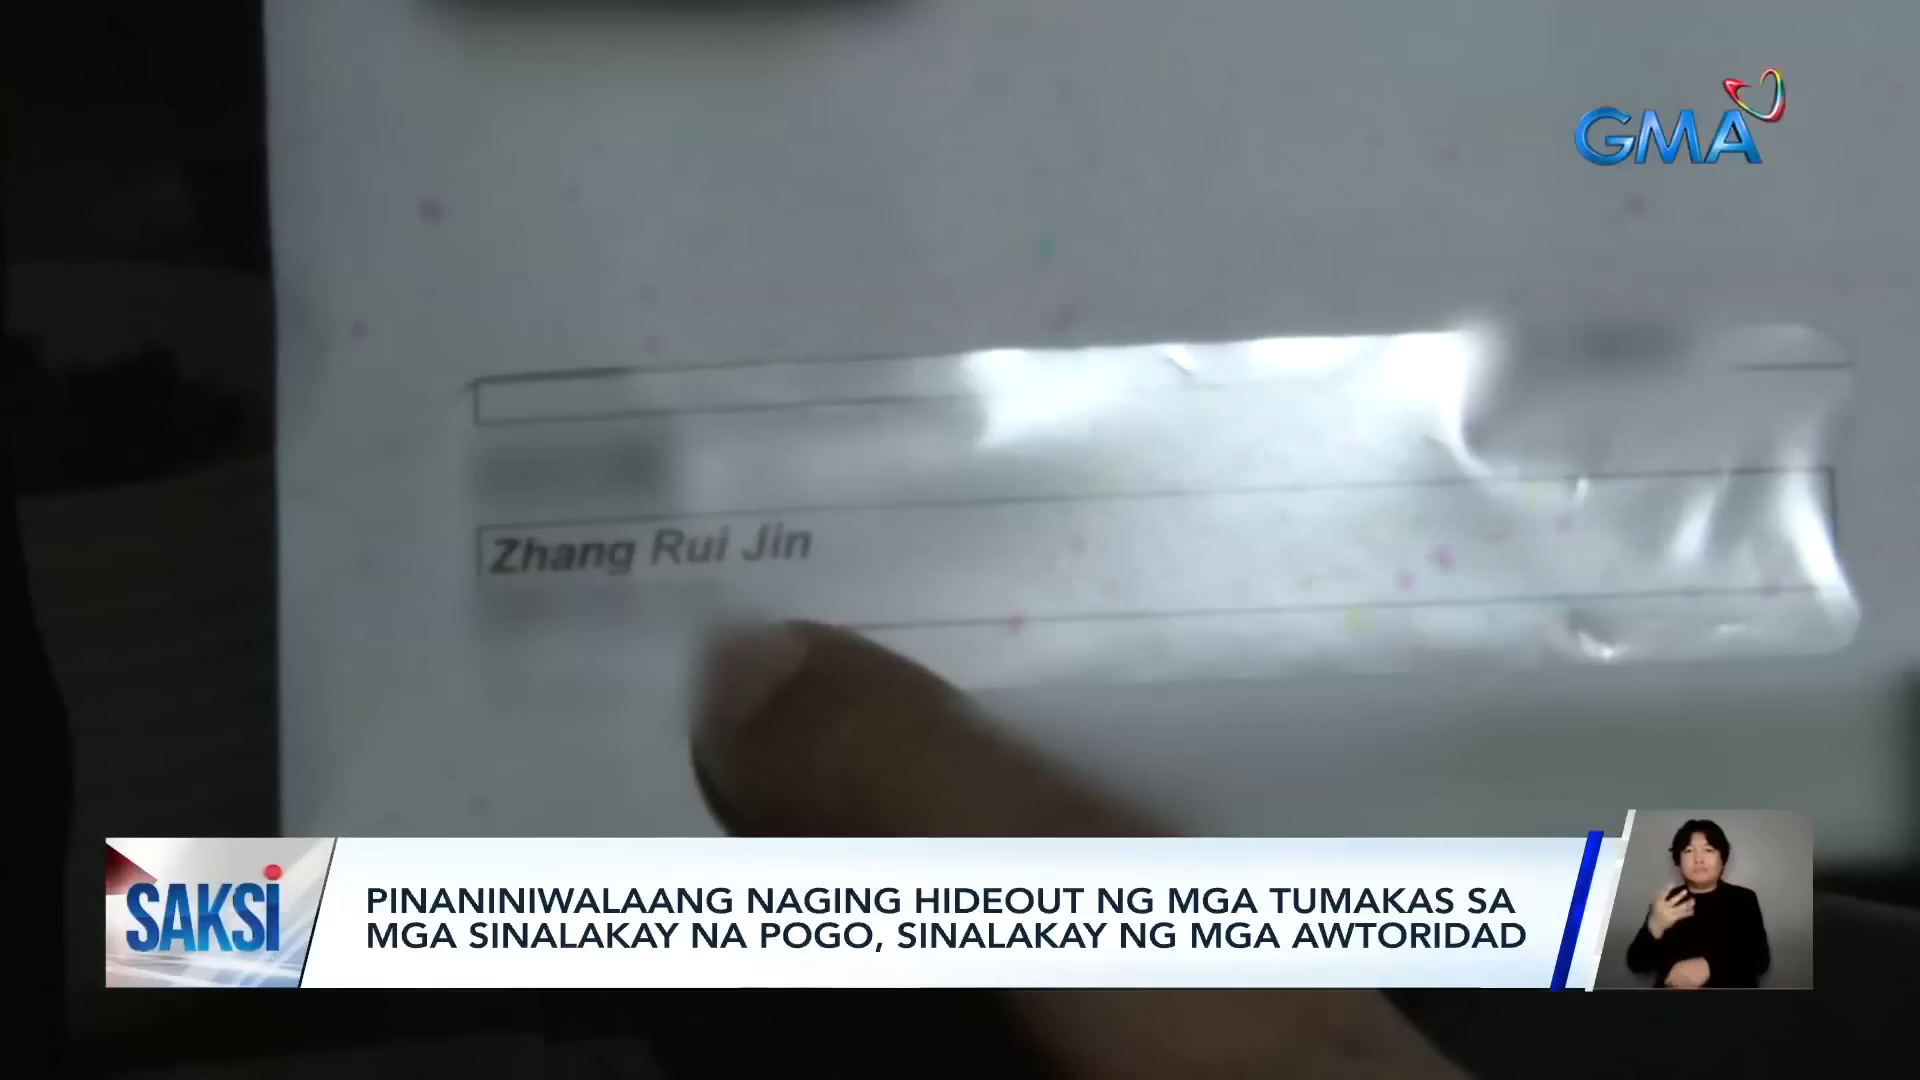 GMA
Zhang Rui Jin
SAKSI
PINANINIWALAANG NAGING HIDEOUT NG MGA TUMAKAS SA
MGA SINALAKAY NA POGO, SINALAKAY NG MGA AWTORIDAD